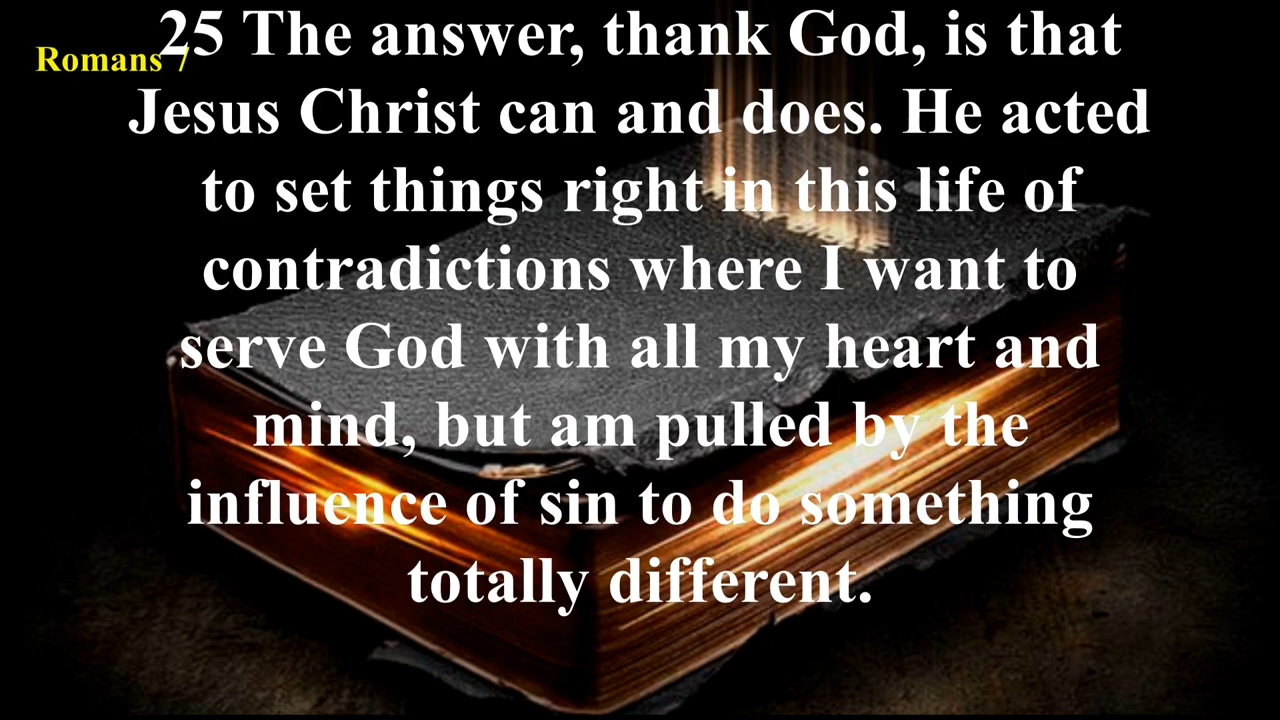 Romans 7
25 The answer, thank God, is that
Jesus Christ can and does. He acted
to set things right in this life of
contradictions where I want to
serve God with all my heart and
mind, but am pulled by the
influence of sin to do something
totally different.